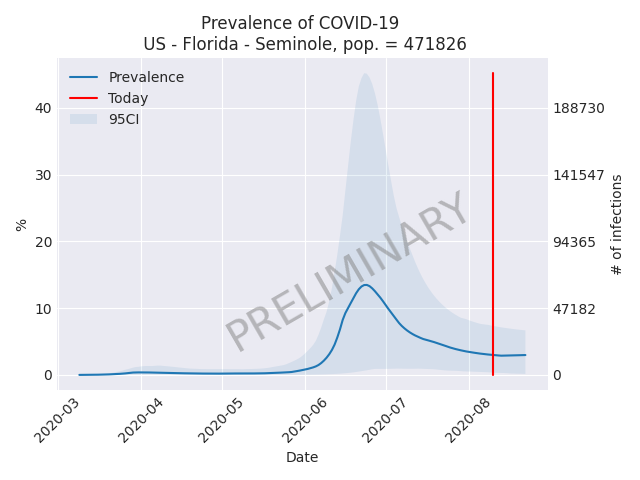 Prevalence of COVID-19
US - Florida - Seminole, pop. = 471826
Prevalence
Today
95CI
PRELIMINARY
%
40
30
20
10
0
188730
141547
94365
47182
0
# of infections
2020-03
2020-04
2020-05
2020-06
2020-07
2020-08
Date